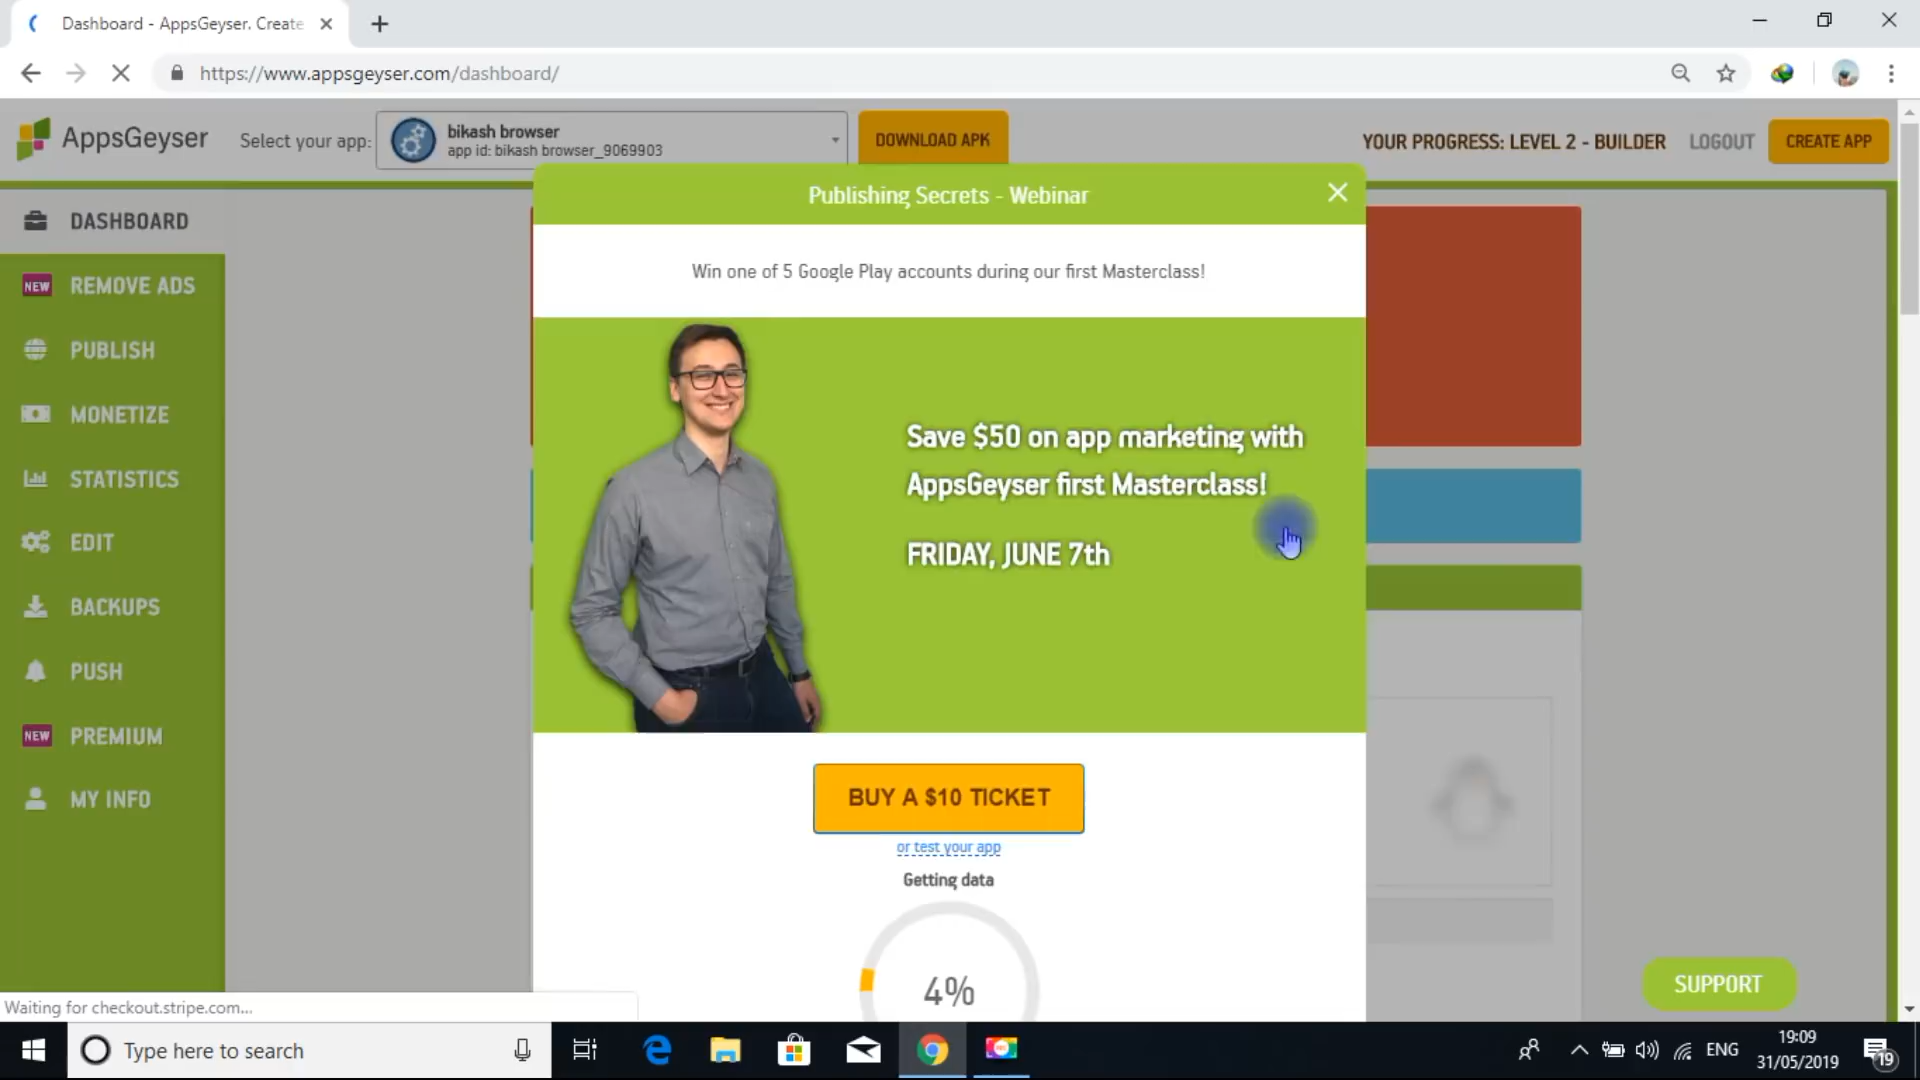 Dashboard - AppsGeyser. Create
https://www.appsgeyser.com/dashboard/
AppsGeyser
Select your app:
bikash browser
app id: bikash browser_9069903
DOWNLOAD APK
YOUR PROGRESS: LEVEL 2 - BUILDER
LOGOUT
CREATE APP
DASHBOARD
NEW REMOVE ADS
PUBLISH
MONETIZE
STATISTICS
EDIT
BACKUPS
PUSH
NEW PREMIUM
MY INFO
Publishing Secrets - Webinar
Win one of 5 Google Play accounts during our first Masterclass!
Save $50 on app marketing with
AppsGeyser first Masterclass!
FRIDAY, JUNE 7th
BUY A $10 TICKET
or test your app
Getting data
4%
SUPPORT
Waiting for checkout.stripe.com...
Type here to search
ENG
19:09
31/05/2019
19